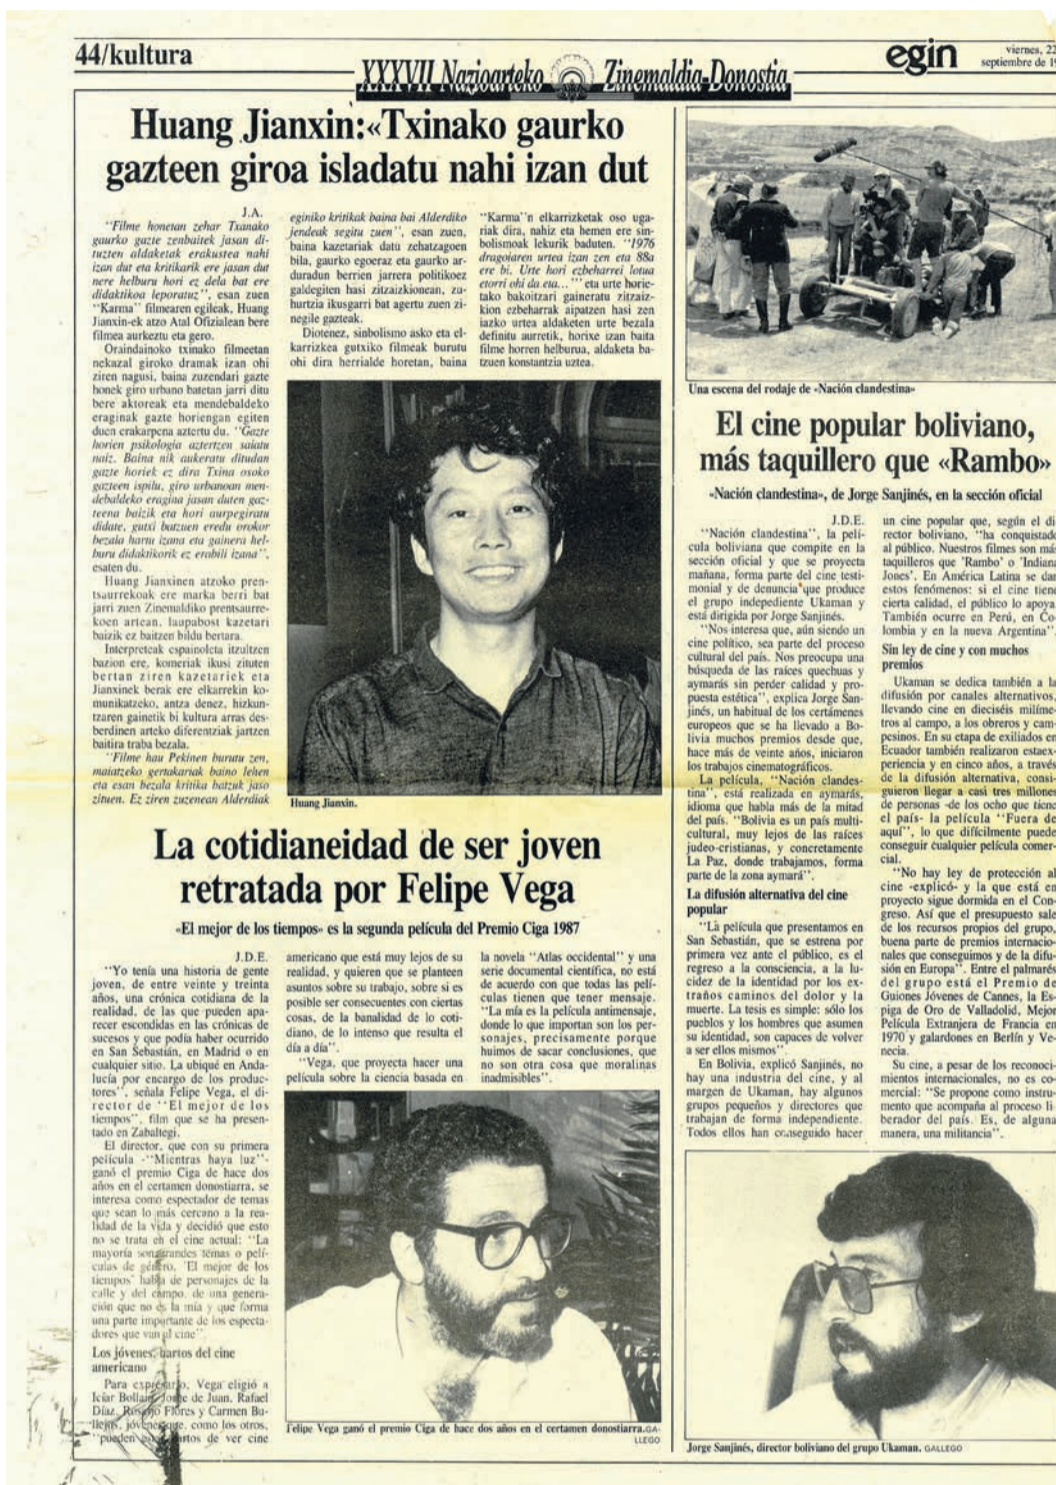 44/kultura
egin
viernes, 22
septiembre de 19
XXXVII Nazioarteko Zinemaldia-Donostia
Huang Jianxin:«Txinako gaurko
gazteen giroa isladatu nahi izan dut
J.A.
"Filme honetan zehar Txanako
gaurko gazte zenbaitek jasan di-
tuzten aldaketak erakustea nahi
izan dut eta kritikarik ere jasan dut
nere helburu hori ez dela bat ere
didaktikoa leporatuz", esan zuen
"Karma" filmearen egileak, Huang
Jianxin-ek atzo Atal Ofizialean bere
filmea aurkeztu eta gero.
Oraindainoko txinako filmeetan
nekazal giroko dramak izan ohi
ziren nagusi, baina zuzendari gazte
honek giro urbano batetan jarri ditu
bere aktoreak eta mendebaldeko
eraginak gazte horiengan egiten
duen erakarpena aztertu du. "Gazte
horien psikologia aztertzen saiatu
naiz. Baina nik aukeratu ditudan
gazte horiek ez dira Txina osoko
gazteen ispilu, giro urbanoan men-
debaldeko eragina jasan duten gaz-
teena baizik eta hori aurpegiratu
didate, gutxi batzuen eredu orokor
bezala hartu izana eta gainera hel-
buru didaktikorik ez erabili izana",
esaten du.
Huang Jianxinen atzoko pren-
tsaurrekoak ere marka berri bat
jarri zuen Zinemaldiko prentsaurre-
koen artean, laupabost kazetari
baizik ez baitzen bildu bertara.
Interpreteak espainoleta itzultzen
bazion ere, komeriak ikusi zituten
bertan ziren kazetariek eta
Jianxinek berak ere elkarrekin ko-
munikatzeko, antza denez, hizkun-
tzaren gainetik bi kultura arras des-
berdinen arteko diferentziak jartzen
baitira traba bezala.
"Filme hau Pekinen burutu zen,
maiatzeko gertakariak baino lehen
eta esan bezala kritika batzuk jaso
zituen. Ez ziren zuzenean Alderdiak
eginiko kritikak baina bai Alderdiko
jendeak segitu zuen", esan zuen,
baina kazetariak datu zehatzagoen
bila, gaurko egoeraz eta gaurko ar-
duradun berrien jarrera politikoez
galdegiten hasi zitzaizkionean, zu-
hurtzia ikusgarri bat agertu zuen zi-
negile gazteak.
Diotenez, sinbolismo asko eta el-
karrizkea gutxiko filmeak burutu
ohi dira herrialde horetan, baina
"Karma"n elkarrizketak oso uga-
riak dira, nahiz eta hemen ere sin-
bolismoak lekurik baduten. "1976
dragoiaren urtea izan zen eta 88a
ere bi. Urte hori ezbeharrei lotua
etorri ohi da eta..."' eta urte horie-
tako bakoitzari gaineratu zitzaiz-
kion ezbeharrak aipatzen hasi zen
iazko urtea aldaketen urte bezala
definitu aurretik, horixe izan baita
filme horren helburua, aldaketa ba-
tzuen konstantzia uztea.
Huang Jianxin.
La cotidianeidad de ser joven
retratada por Felipe Vega
«El mejor de los tiempos» es la segunda película del Premio Ciga 1987
J.D.E.
"Yo tenía una historia de gente
joven, de entre veinte y treinta
años, una crónica cotidiana de la
realidad, de las que pueden apa-
recer escondidas en las crónicas de
sucesos y que podía haber ocurrido
en San Sebastián, en Madrid o en
cualquier sitio. La ubiqué en Anda-
lucía por encargo de los produc-
tores", señala Felipe Vega, el di-
rector de "El mejor de los
tiempos", film que se ha presen-
tado en Zabaltegi.
El director, que con su primera
película -"Mientras haya luz"-
ganó el premio Ciga de hace dos
años en el certamen donostiarra, se
interesa como espectador de temas
que sean lo más cercano a la rea-
lidad de la vida y decidió que esto
no se trata en el cine actual: "La
mayoría son grandes temas o pelí-
culas de género. 'El mejor de los
tiempos' habla de personajes de la
calle y del campo, de una genera-
ción que no es la mía y que forma
una parte importante de los especta-
dores que van al cine"
Los jóvenes, hartos del cine
americano
Para expresarlo, Vega eligió a
Icíar Bollaín, Jorge de Juan, Rafael
Díaz, Rosario Flores y Carmen Bu-
llejos, jóvenes que, como los otros,
"pueden estar hartos de ver cine
americano que está muy lejos de su
realidad, y quieren que se planteen
asuntos sobre su trabajo, sobre si es
posible ser consecuentes con ciertas
cosas, de la banalidad de lo coti-
diano, de lo intenso que resulta el
día a día".
"Vega, que proyecta hacer una
película sobre la ciencia basada en
la novela "Atlas occidental" y una
serie documental científica, no está
de acuerdo con que todas las pelí-
culas tienen que tener mensaje.
"La mía es la película antimensaje,
donde lo que importan son los per-
sonajes, precisamente porque
huimos de sacar conclusiones, que
no son otra cosa que moralinas
inadmisibles".
Felipe Vega ganó el premio Ciga de hace dos años en el certamen donostiarra.GA-
LLEGO
Una escena del rodaje de «Nación clandestina»
El cine popular boliviano,
más taquillero que «Rambo»
«Nación clandestina», de Jorge Sanjinés, en la sección oficial
J.D.E.
"Nación clandestina", la pelí-
cula boliviana que compite en la
sección oficial y que se proyecta
mañana, forma parte del cine testi-
monial y de denuncia que produce
el grupo indepediente Ukaman y
está dirigida por Jorge Sanjinés.
"Nos interesa que, aún siendo un
cine político, sea parte del proceso
cultural del país. Nos preocupa una
búsqueda de las raíces quechuas y
aymarás sin perder calidad y pro-
puesta estética", explica Jorge San-
jinés, un habitual de los certámenes
europeos que se ha llevado a Bo-
livia muchos premios desde que,
hace más de veinte años, iniciaron
los trabajos cinematográficos.
La película, "Nación clandes-
tina", está realizada en aymarás,
idioma que habla más de la mitad
del país. "Bolivia es un país multi-
cultural, muy lejos de las raíces
judeo-cristianas, y concretamente
La Paz, donde trabajamos, forma
parte de la zona aymará".
La difusión alternativa del cine
popular
"La película que presentamos en
San Sebastián, que se estrena por
primera vez ante el público, es el
regreso a la consciencia, a la lu-
cidez de la identidad por los ex-
traños caminos del dolor y la
muerte. La tesis es simple: sólo los
pueblos y los hombres que asumen
su identidad, son capaces de volver
a ser ellos mismos".
En Bolivia, explicó Sanjinés, no
hay una industria del cine, y al
margen de Ukaman, hay algunos
grupos pequeños y directores que
trabajan de forma independiente.
Todos ellos han conseguido hacer
un cine popular que, según el di
rector boliviano, "ha conquistado
al público. Nuestros filmes son más
taquilleros que 'Rambo' o 'Indiana
Jones'. En América Latina se dan
estos fenómenos: si el cine tiene
cierta calidad, el público lo apoya.
También ocurre en Perú, en Co-
lombia y en la nueva Argentina".
Sin ley de cine y con muchos
premios
Ukaman se dedica también a la
difusión por canales alternativos,
llevando cine en dieciséis milíme-
tros al campo, a los obreros y cam-
pesinos. En su etapa de exiliados en
Ecuador también realizaron estaex-
periencia y en cinco años, a través
de la difusión alternativa, consi-
guieron llegar a casi tres millones
de personas -de los ocho que tiene
el país- la película "Fuera de
aquí", lo que difícilmente puede
conseguir cualquier película comer-
cial.
"No hay ley de protección al
cine -explicó- y la que está en
proyecto sigue dormida en el Con-
greso. Así que el presupuesto sale
de los recursos propios del grupo,
buena parte de premios internacio-
nales que conseguimos y de la difu-
sión en Europa". Entre el palmarés
del grupo está el Premio de
Guiones Jóvenes de Cannes, la Es-
piga de Oro de Valladolid, Mejor
Película Extranjera de Francia en
1970 y galardones en Berlín y Ve-
necia.
Su cine, a pesar de los reconoci-
mientos internacionales, no es co-
mercial: "Se propone como instru-
mento que acompaña al proceso li-
berador del país. Es, de alguna
manera, una militancia".
Jorge Sanjinés, director boliviano del grupo Ukaman. GALLEGO